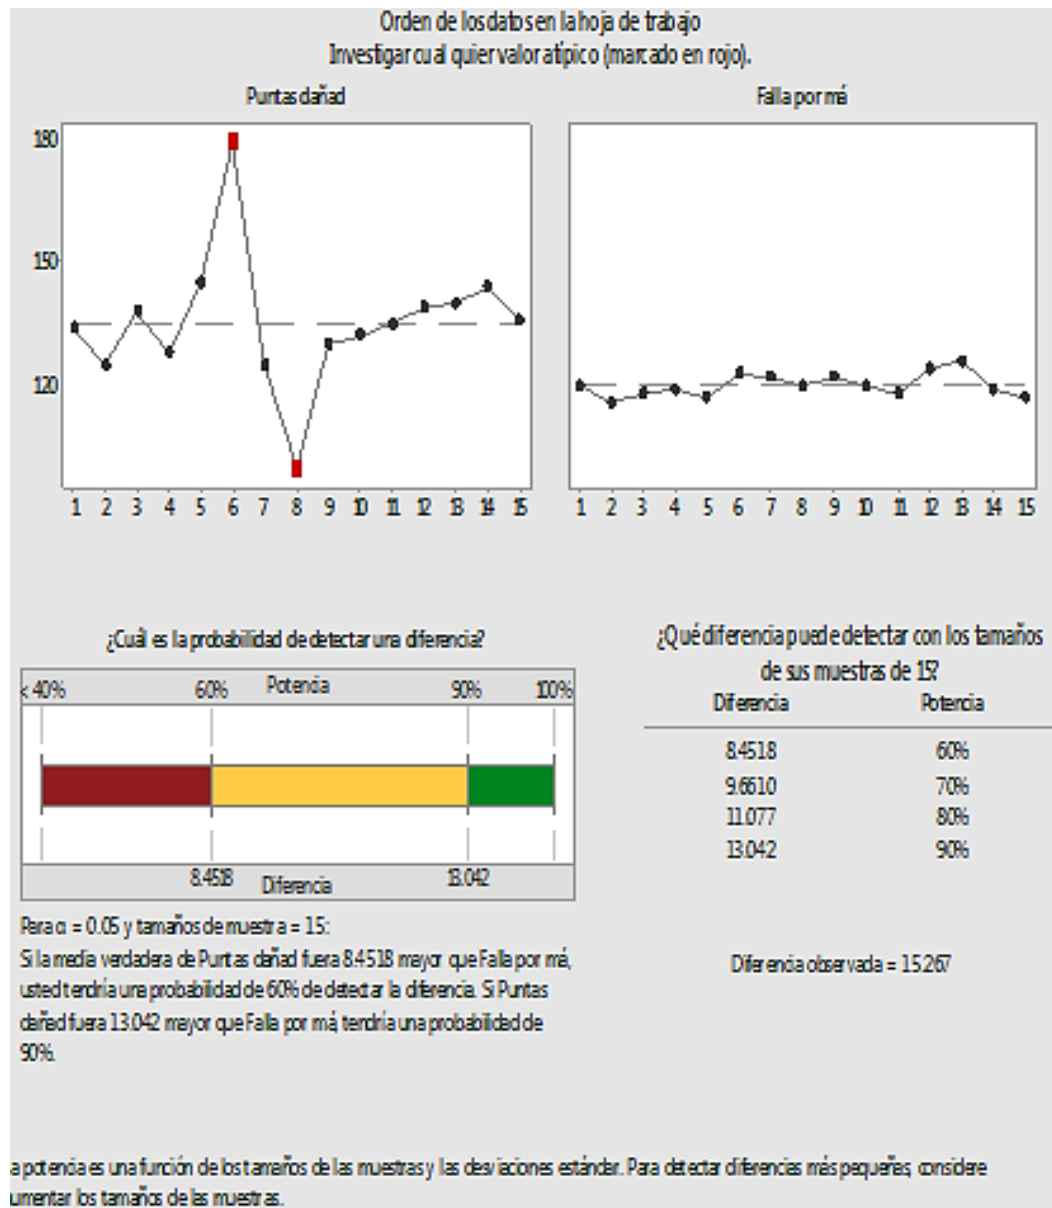 Orden de los datos en la hoja de trabajo
Investigar cualquier valor atípico (marcado en rojo).
Puntas dañad
Falla por má
180
150
120
1 2 3 4 5 6 7 8 9 10 11 12 13 14 15
1 2 3 4 5 6 7 8 9 10 11 12 13 14 15
¿Cuál es la probabilidad de detectar una diferencia?
< 40% 60% Potencia 90% 100%
8.4518 Diferencia 13.042
Para α = 0.05 y tamaños de muestra = 15:
Si la media verdadera de Puntas dañad fuera 8.4518 mayor que Falla por má,
usted tendría una probabilidad de 60% de detectar la diferencia. Si Puntas
dañad fuera 13.042 mayor que Falla por má, tendría una probabilidad de
90%.
¿Qué diferencia puede detectar con los tamaños
de sus muestras de 15?
Diferencia Potencia
8.4518 60%
9.6610 70%
11.077 80%
13.042 90%
Diferencia observada = 15.267
a potencia es una función de los tamaños de las muestras y las desviaciones estándar. Para detectar diferencias más pequeñas, considere
umentar los tamaños de las muestras.